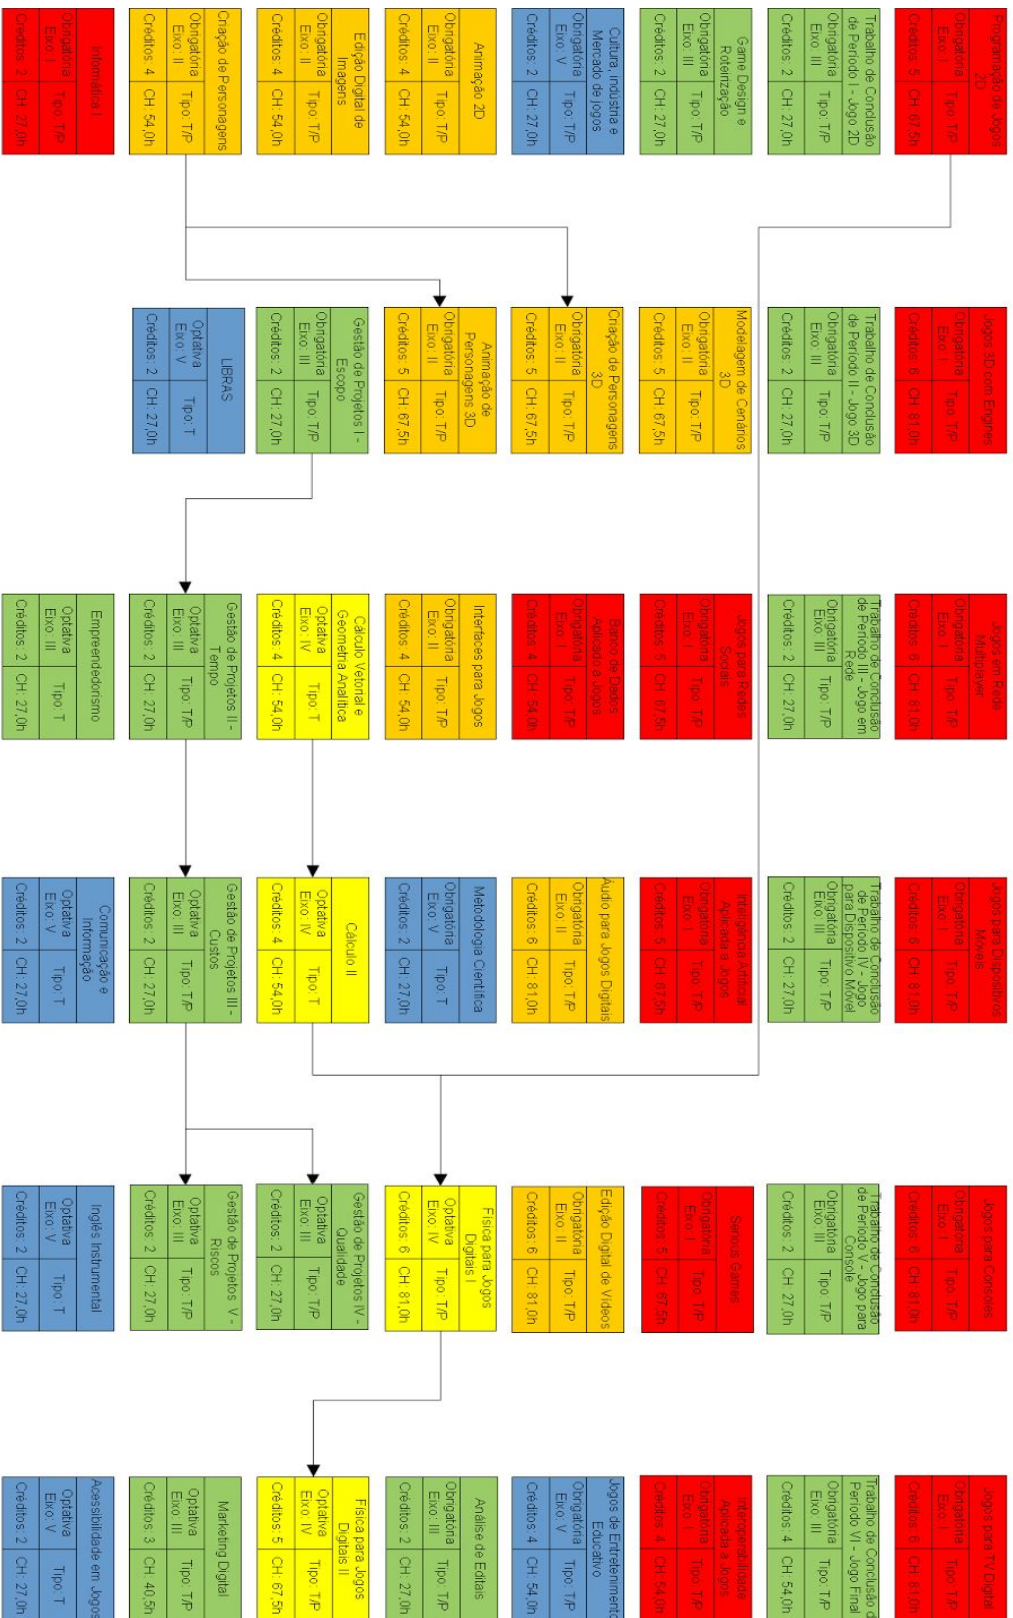 Programação de Jogos
2D
Obrigatória
Eixo: I
Tipo: T/P
Créditos: 5 CH: 67,5h
Trabalho de Conclusão
de Período I - Jogo 2D
Obrigatória
Eixo: III
Tipo: T/P
Créditos: 2 CH: 27,0h
Game Design e
Roteirização
Obrigatória
Eixo: III
Tipo: T/P
Créditos: 2 CH: 27,0h
Cultura, Indústria e
Mercado de jogos
Obrigatória
Eixo: V
Tipo: T/P
Créditos: 2 CH: 27,0h
Animação 2D
Obrigatória
Eixo: II
Tipo: T/P
Créditos: 4 CH: 54,0h
Edição Digital de
Imagens
Obrigatória
Eixo: II
Tipo: T/P
Créditos: 4 CH: 54,0h
Criação de Personagens
Obrigatória
Eixo: II
Tipo: T/P
Créditos: 4 CH: 54,0h
Informática I
Obrigatória
Eixo: I
Tipo: T/P
Créditos: 2 CH: 27,0h
Jogos 3D com Engines
Obrigatória
Eixo: I
Tipo: T/P
Créditos: 6 CH: 81,0h
Trabalho de Conclusão
de Período II - Jogo 3D
Obrigatória
Eixo: III
Tipo: T/P
Créditos: 2 CH: 27,0h
Modelagem de Cenários
3D
Obrigatória
Eixo: II
Tipo: T/P
Créditos: 5 CH: 67,5h
Criação de Personagens
3D
Obrigatória
Eixo: II
Tipo: T/P
Créditos: 5 CH: 67,5h
Animação de
Personagens 3D
Obrigatória
Eixo: II
Tipo: T/P
Créditos: 5 CH: 67,5h
Gestão de Projetos I -
Escopo
Obrigatória
Eixo: III
Tipo: T/P
Créditos: 2 CH: 27,0h
LIBRAS
Optativa
Eixo: V
Tipo: T
Créditos: 2 CH: 27,0h
Jogos em Rede
Multiplayer
Obrigatória
Eixo: I
Tipo: T/P
Créditos: 6 CH: 81,0h
Trabalho de Conclusão
de Período III - Jogo em
Rede
Obrigatória
Eixo: III
Tipo: T/P
Créditos: 2 CH: 27,0h
Jogos para Redes
Sociais
Obrigatória
Eixo: I
Tipo: T/P
Créditos: 5 CH: 67,5h
Banco de Dados
Aplicado a Jogos
Obrigatória
Eixo: I
Tipo: T/P
Créditos: 4 CH: 54,0h
Interfaces para Jogos
Obrigatória
Eixo: II
Tipo: T/P
Créditos: 4 CH: 54,0h
Cálculo Vetorial e
Geometria Analítica
Optativa
Eixo: IV
Tipo: T
Créditos: 4 CH: 54,0h
Gestão de Projetos II -
Tempo
Optativa
Eixo: III
Tipo: T/P
Créditos: 2 CH: 27,0h
Empreendedorismo
Optativa
Eixo: III
Tipo: T
Créditos: 2 CH: 27,0h
Jogos para Dispositivos
Móveis
Obrigatória
Eixo: I
Tipo: T/P
Créditos: 6 CH: 81,0h
Trabalho de Conclusão
de Período IV - Jogo
para Dispositivo Móvel
Obrigatória
Eixo: III
Tipo: T/P
Créditos: 2 CH: 27,0h
Inteligência Artificial
Aplicada a Jogos
Obrigatória
Eixo: I
Tipo: T/P
Créditos: 5 CH: 67,5h
Áudio para Jogos Digitais
Obrigatória
Eixo: II
Tipo: T/P
Créditos: 6 CH: 81,0h
Metodologia Científica
Obrigatória
Eixo: V
Tipo: T
Créditos: 2 CH: 27,0h
Cálculo II
Optativa
Eixo: IV
Tipo: T
Créditos: 4 CH: 54,0h
Gestão de Projetos III -
Custos
Optativa
Eixo: III
Tipo: T/P
Créditos: 2 CH: 27,0h
Comunicação e
Informação
Optativa
Eixo: V
Tipo: T
Créditos: 2 CH: 27,0h
Jogos para Consoles
Obrigatória
Eixo: I
Tipo: T/P
Créditos: 6 CH: 81,0h
Trabalho de Conclusão
de Período V - Jogo para
Console
Obrigatória
Eixo: III
Tipo: T/P
Créditos: 2 CH: 27,0h
Serious Games
Obrigatória
Eixo: I
Tipo: T/P
Créditos: 5 CH: 67,5h
Edição Digital de Vídeos
Obrigatória
Eixo: II
Tipo: T/P
Créditos: 6 CH: 81,0h
Física para Jogos
Digitais I
Optativa
Eixo: IV
Tipo: T/P
Créditos: 6 CH: 81,0h
Gestão de Projetos IV -
Qualidade
Optativa
Eixo: III
Tipo: T/P
Créditos: 2 CH: 27,0h
Gestão de Projetos V -
Riscos
Optativa
Eixo: III
Tipo: T/P
Créditos: 2 CH: 27,0h
Inglês Instrumental
Optativa
Eixo: V
Tipo: T
Créditos: 2 CH: 27,0h
Jogos para TV Digital
Obrigatória
Eixo: I
Tipo: T/P
Créditos: 6 CH: 81,0h
Trabalho de Conclusão d
Período VI - Jogo Final
Obrigatória
Eixo: III
Tipo: T/P
Créditos: 4 CH: 54,0h
Interoperabilidade
Aplicada a Jogos
Obrigatória
Eixo: I
Tipo: T/P
Créditos: 4 CH: 54,0h
Jogos de Entretenimento
Educativo
Obrigatória
Eixo: V
Tipo: T/P
Créditos: 4 CH: 54,0h
Análise de Editais
Obrigatória
Eixo: III
Tipo: T/P
Créditos: 2 CH: 27,0h
Física para Jogos
Digitais II
Optativa
Eixo: IV
Tipo: T/P
Créditos: 5 CH: 67,5h
Marketing Digital
Optativa
Eixo: III
Tipo: T/P
Créditos: 3 CH: 40,5h
Acessibilidade em Jogos
Optativa
Eixo: V
Tipo: T
Créditos: 2 CH: 27,0h